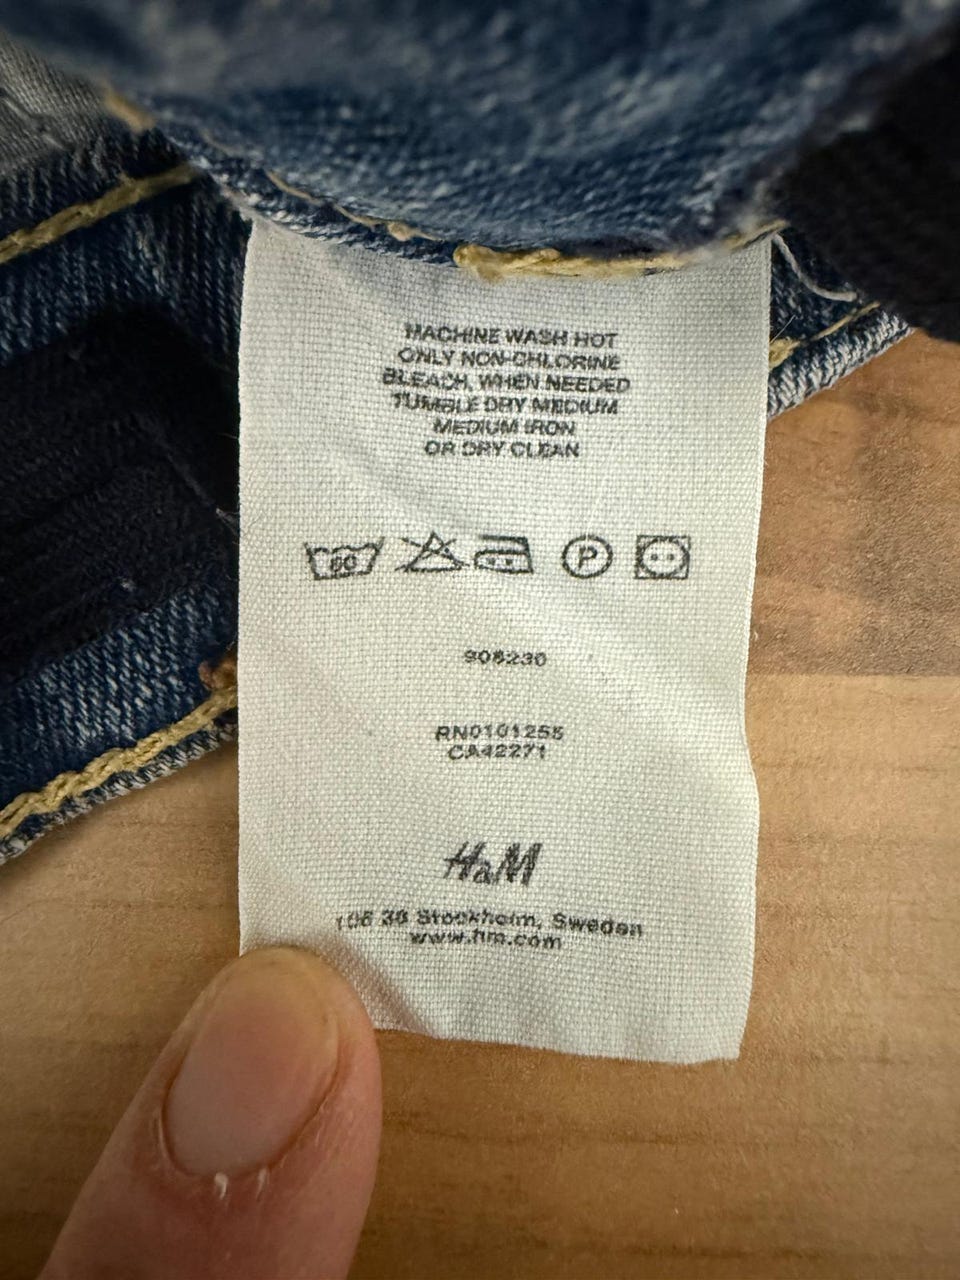 MACHINE WASH HOT
ONLY NON-CHLORINE
BLEACH, WHEN NEEDED
TUMBLE DRY MEDIUM
MEDIUM IRON
OR DRY CLEAN
60 P
908230
RN0101255
CA42271
H&M
106 38 Stockholm, Sweden
www.hm.com